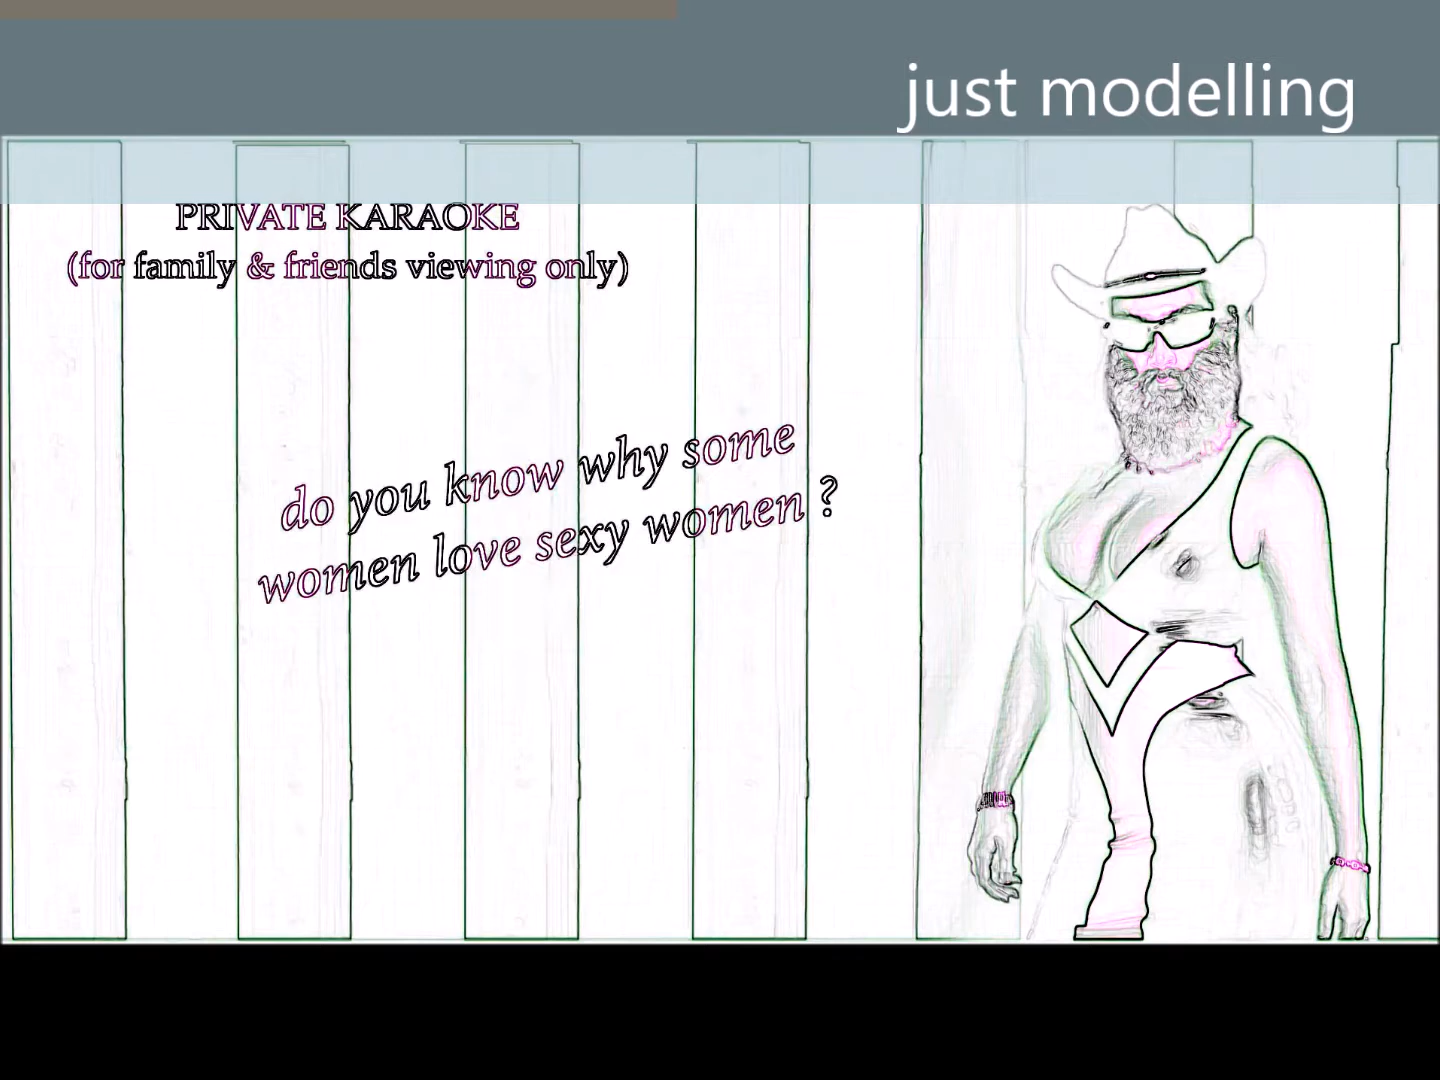 just modelling
PRIVATE KARAOKE
(for family & friends viewing only)
do you know why some
women love sexy women ?